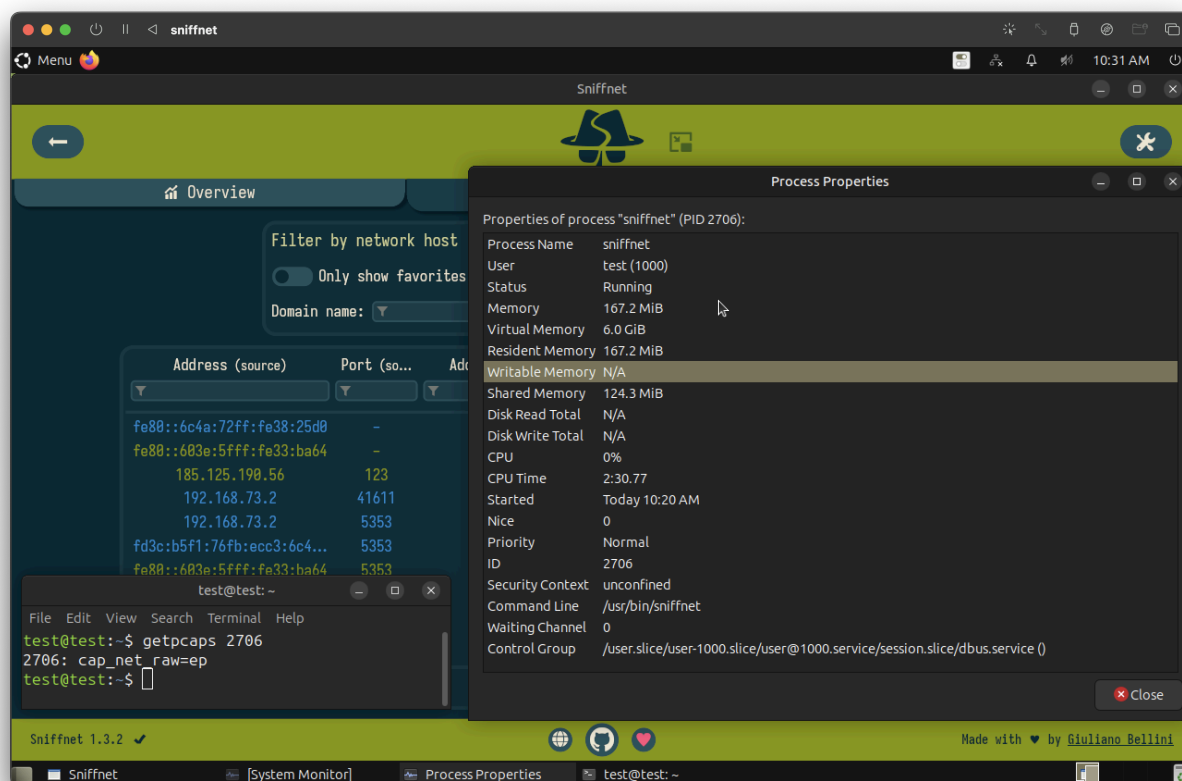 sniffnet
Menu
10:31 AM
Sniffnet
Overview
Filter by network host
Only show favorites
Domain name:
Address (source)
Port (so...
Add
fe80::6c4a:72ff:fe38:25d0 -
fe80::603e:5fff:fe33:ba64 -
185.125.190.56 123
192.168.73.2 41611
192.168.73.2 5353
fd3c:b5f1:76fb:ecc3:6c4... 5353
fe80::603e:5fff:fe33:ba64 5353
Process Properties
Properties of process "sniffnet" (PID 2706):
Process Name sniffnet
User test (1000)
Status Running
Memory 167.2 MiB
Virtual Memory 6.0 GiB
Resident Memory 167.2 MiB
Writable Memory N/A
Shared Memory 124.3 MiB
Disk Read Total N/A
Disk Write Total N/A
CPU 0%
CPU Time 2:30.77
Started Today 10:20 AM
Nice 0
Priority Normal
ID 2706
Security Context unconfined
Command Line /usr/bin/sniffnet
Waiting Channel 0
Control Group /user.slice/user-1000.slice/user@1000.service/session.slice/dbus.service ()
Close
test@test: ~
File Edit View Search Terminal Help
test@test:~$ getpcaps 2706
2706: cap_net_raw=ep
test@test:~$
Sniffnet 1.3.2
Made with ♥ by Giuliano Bellini
Sniffnet
[System Monitor]
Process Properties
test@test: ~